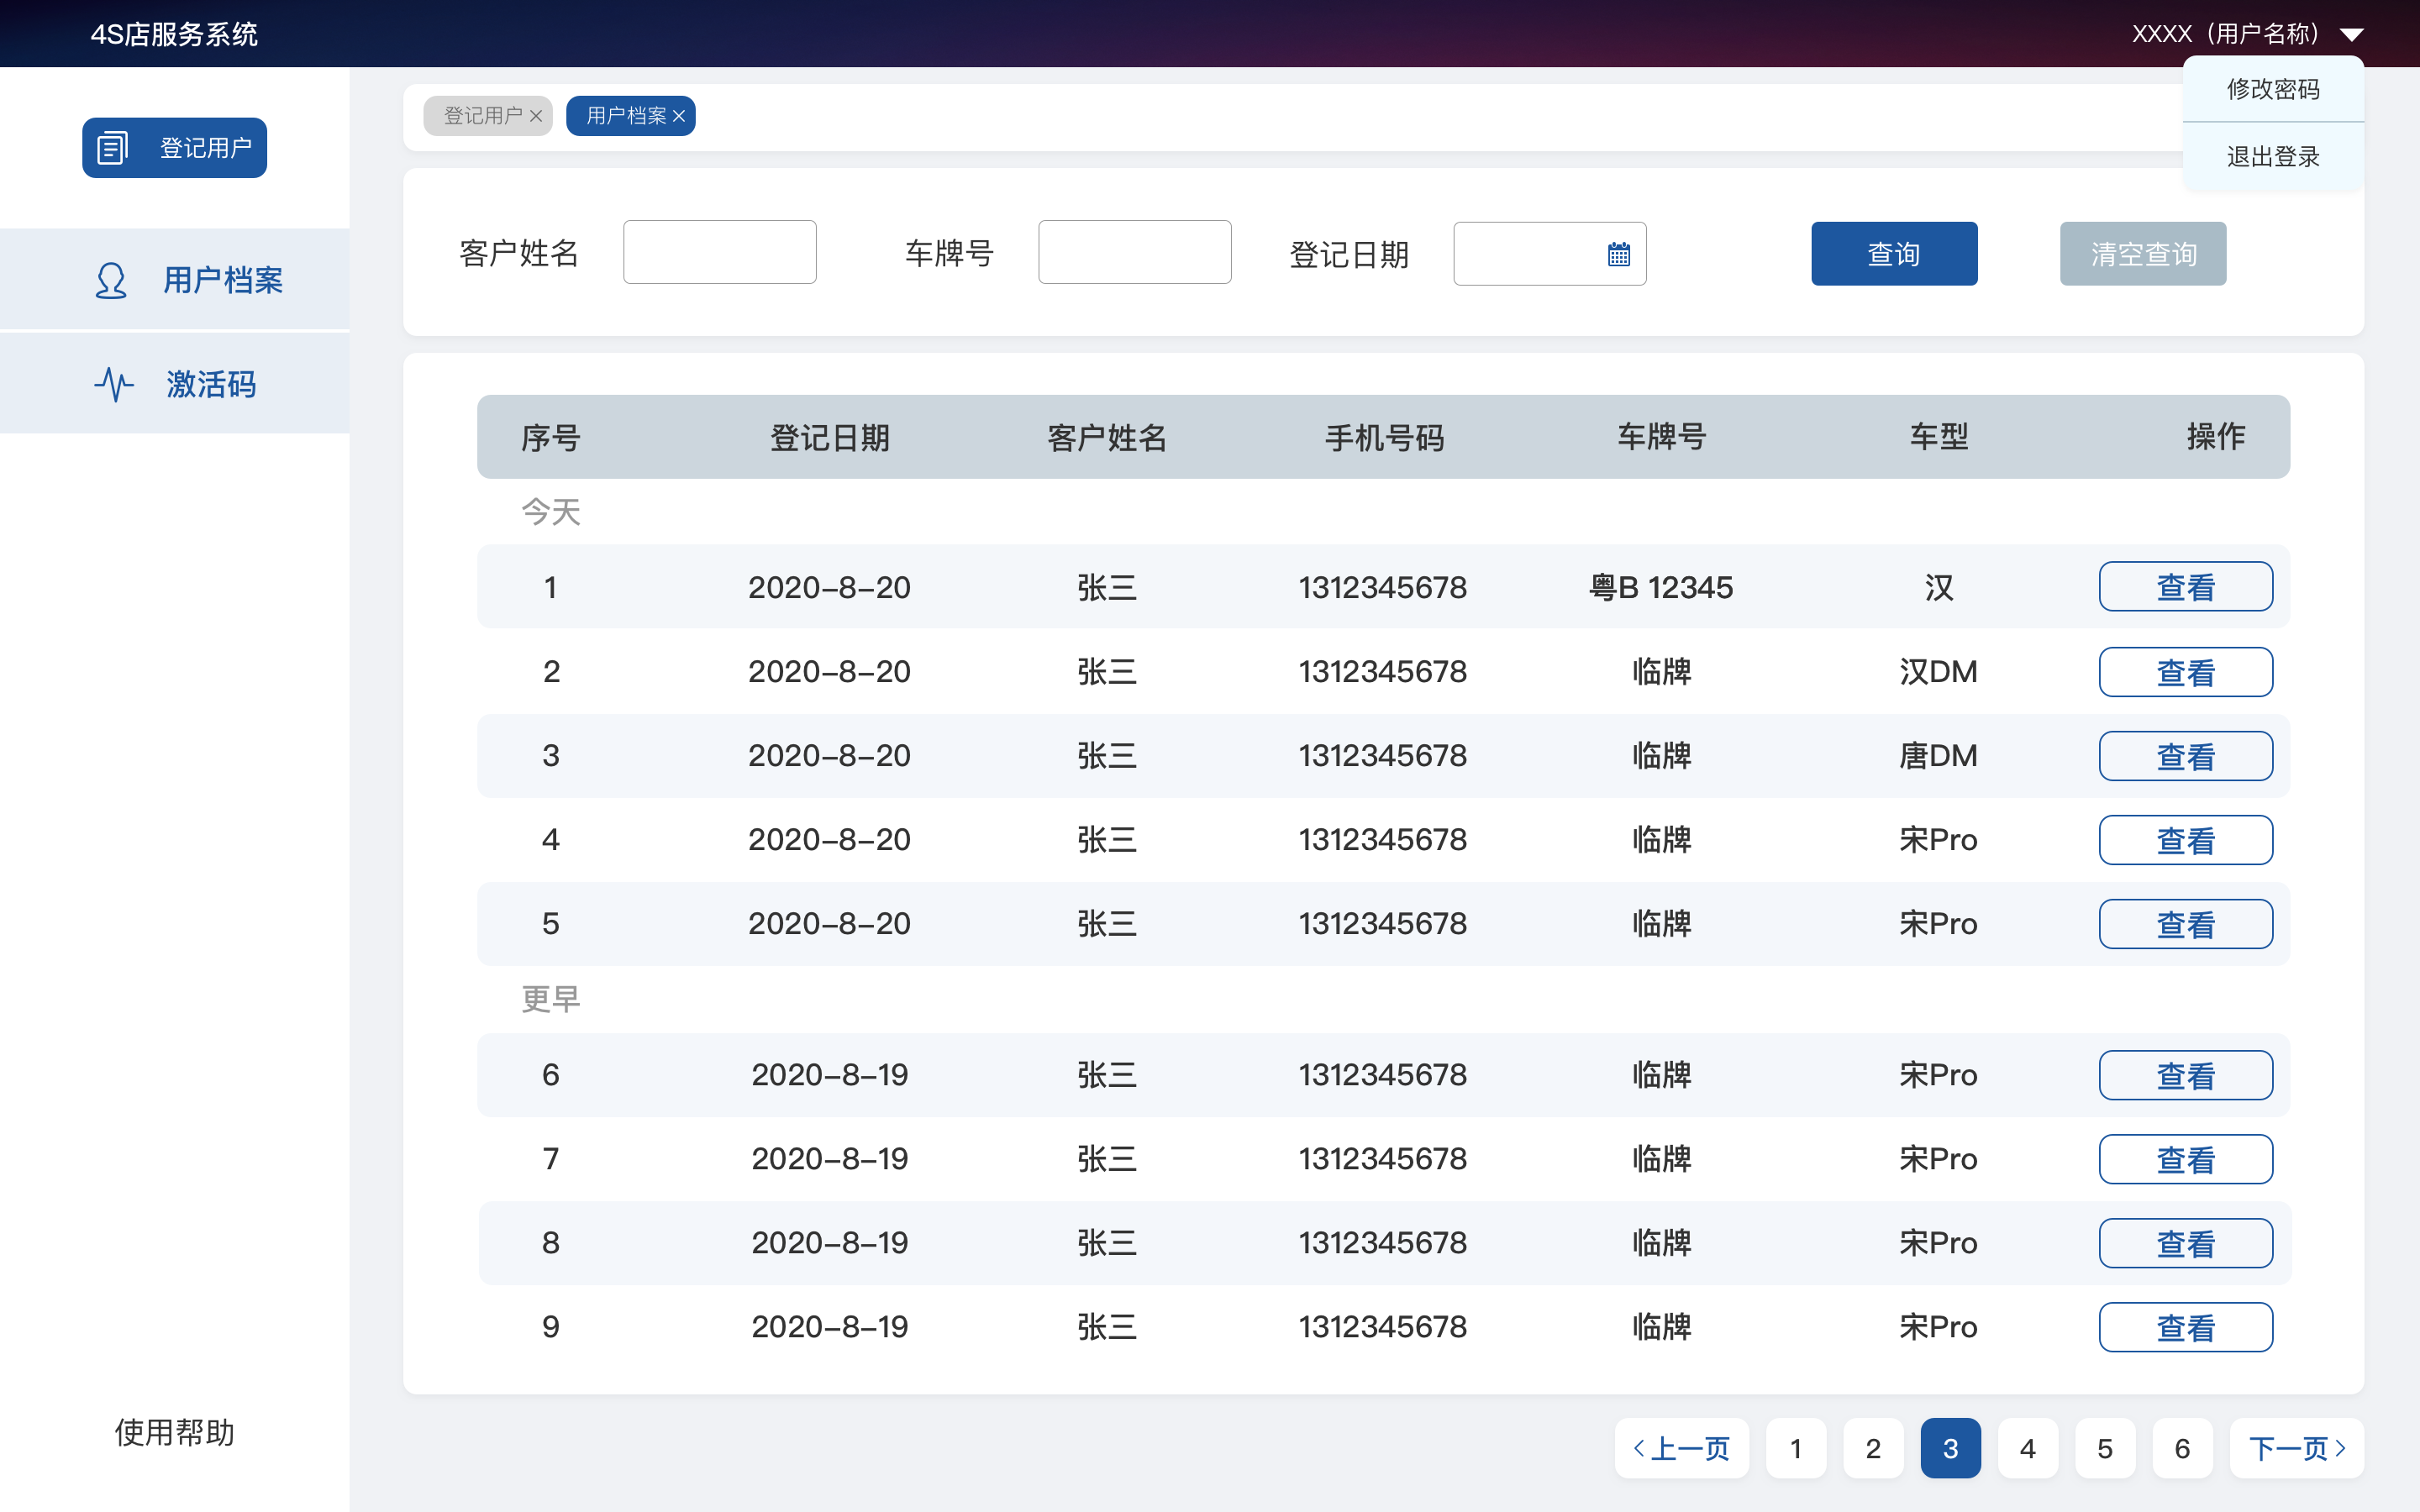 4S店服务系统
XXXX（用户名称）
修改密码
退出登录
登记用户
用户档案
激活码
使用帮助
登记用户
用户档案
客户姓名
车牌号
登记日期
查询
清空查询
序号 登记日期 客户姓名 手机号码 车牌号 车型 操作
今天
1 2020-8-20 张三 1312345678 粤B 12345 汉 查看
2 2020-8-20 张三 1312345678 临牌 汉DM 查看
3 2020-8-20 张三 1312345678 临牌 唐DM 查看
4 2020-8-20 张三 1312345678 临牌 宋Pro 查看
5 2020-8-20 张三 1312345678 临牌 宋Pro 查看
更早
6 2020-8-19 张三 1312345678 临牌 宋Pro 查看
7 2020-8-19 张三 1312345678 临牌 宋Pro 查看
8 2020-8-19 张三 1312345678 临牌 宋Pro 查看
9 2020-8-19 张三 1312345678 临牌 宋Pro 查看
上一页 1 2 3 4 5 6 下一页